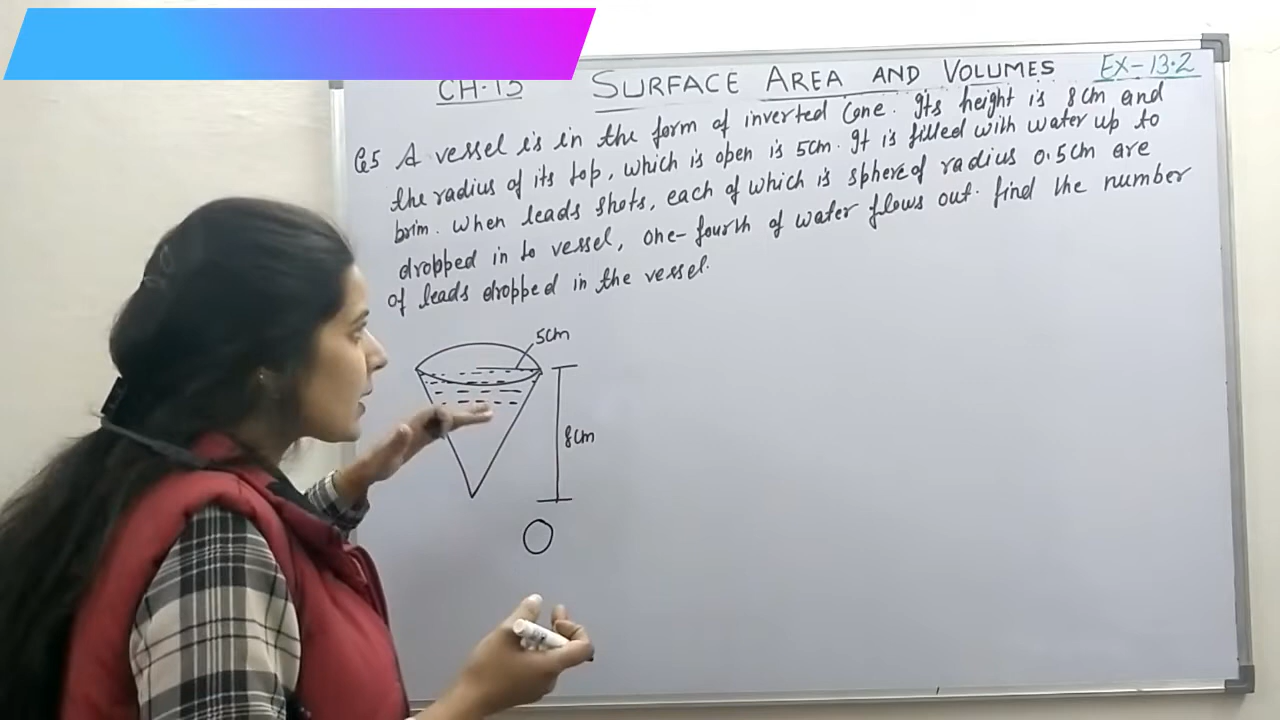 CH.13 SURFACE AREA AND VOLUMES EX-13.2
Q.5 A vessel is in the form of inverted Cone. Its height is 8cm and
the radius of its top, which is open is 5cm. It is filled with water up to
brim. When leads shots, each of which is sphere of radius 0.5cm are
dropped in to vessel, one-fourth of water flows out. find the number
of leads dropped in the vessel.
5cm
8cm